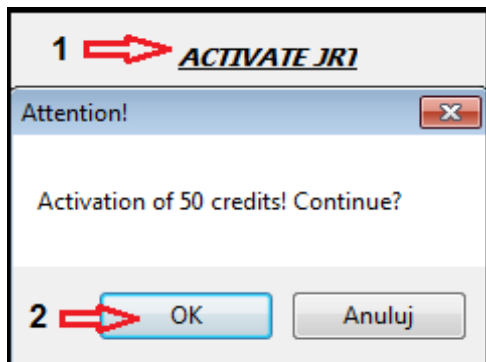 1 ACTIVATE JR1
Attention!
Activation of 50 credits! Continue?
2 OK Anuluj